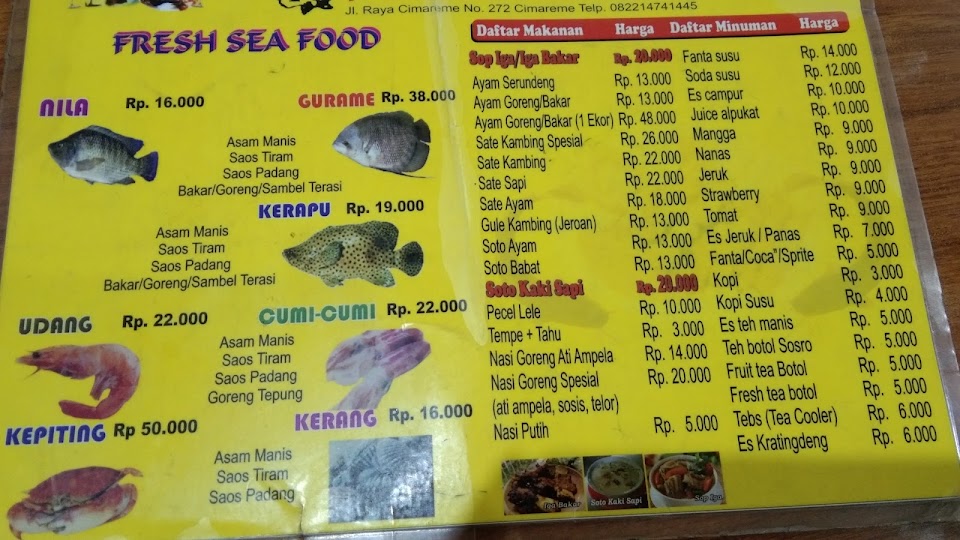 Jl. Raya Cimareme No. 272 Cimareme Telp. 082214741445
FRESH SEA FOOD
NILA Rp. 16.000
GURAME Rp. 38.000
Asam Manis
Saos Tiram
Saos Padang
Bakar/Goreng/Sambel Terasi
KERAPU Rp. 19.000
Asam Manis
Saos Tiram
Saos Padang
Bakar/Goreng/Sambel Terasi
UDANG Rp. 22.000
CUMI-CUMI Rp. 22.000
Asam Manis
Saos Tiram
Saos Padang
Goreng Tepung
KEPITING Rp 50.000
KERANG Rp. 16.000
Asam Manis
Saos Tiram
Saos Padang
Daftar Makanan Harga Daftar Minuman Harga
Sop Iga/Iga Bakar Rp. 20.000
Ayam Serundeng Rp. 13.000
Ayam Goreng/Bakar Rp. 13.000
Ayam Goreng/Bakar (1 Ekor) Rp. 48.000
Sate Kambing Spesial Rp. 26.000
Sate Kambing Rp. 22.000
Sate Sapi Rp. 22.000
Sate Ayam Rp. 18.000
Gule Kambing (Jeroan) Rp. 13.000
Soto Ayam Rp. 13.000
Soto Babat Rp. 13.000
Soto Kaki Sapi Rp. 20.000
Pecel Lele Rp. 10.000
Tempe + Tahu Rp. 3.000
Nasi Goreng Ati Ampela Rp. 14.000
Nasi Goreng Spesial Rp. 20.000
(ati ampela, sosis, telor)
Nasi Putih Rp. 5.000
Fanta susu Rp. 14.000
Soda susu Rp. 12.000
Es campur Rp. 10.000
Juice alpukat Rp. 10.000
Mangga Rp. 9.000
Nanas Rp. 9.000
Jeruk Rp. 9.000
Strawberry Rp. 9.000
Tomat Rp. 9.000
Es Jeruk / Panas Rp. 7.000
Fanta/Coca"/Sprite Rp. 5.000
Kopi Rp. 3.000
Kopi Susu Rp. 4.000
Es teh manis Rp. 5.000
Teh botol Sosro Rp. 5.000
Fruit tea Botol Rp. 5.000
Fresh tea botol Rp. 5.000
Tebs (Tea Cooler) Rp. 6.000
Es Kratingdeng Rp. 6.000
Iga Bakar
Soto Kaki Sapi
Sop Iga